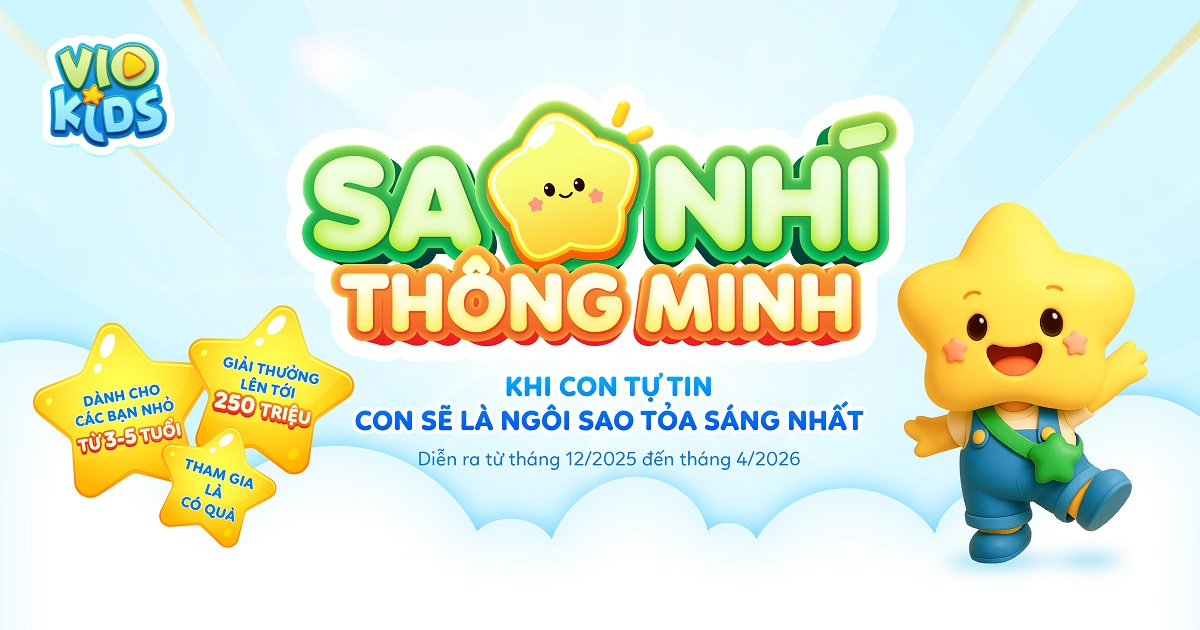 VIO
KIDS
SAO NHÍ
THÔNG MINH
KHI CON TỰ TIN
CON SẼ LÀ NGÔI SAO TỎA SÁNG NHẤT
Diễn ra từ tháng 12/2025 đến tháng 4/2026
DÀNH CHO
CÁC BẠN NHỎ
TỪ 3-5 TUỔI
GIẢI THƯỞNG
LÊN TỚI
250 TRIỆU
THAM GIA
LÀ
CÓ QUÀ